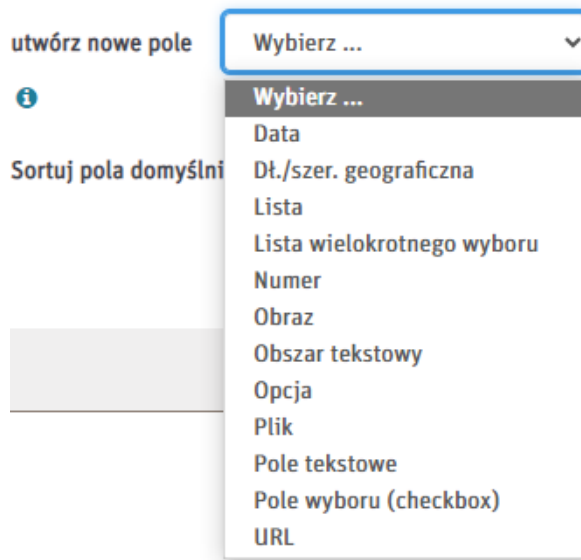 utwórz nowe pole
Wybierz ...
Wybierz ...
Data
Sortuj pola domyślni
Dł./szer. geograficzna
Lista
Lista wielokrotnego wyboru
Numer
Obraz
Obszar tekstowy
Opcja
Plik
Pole tekstowe
Pole wyboru (checkbox)
URL